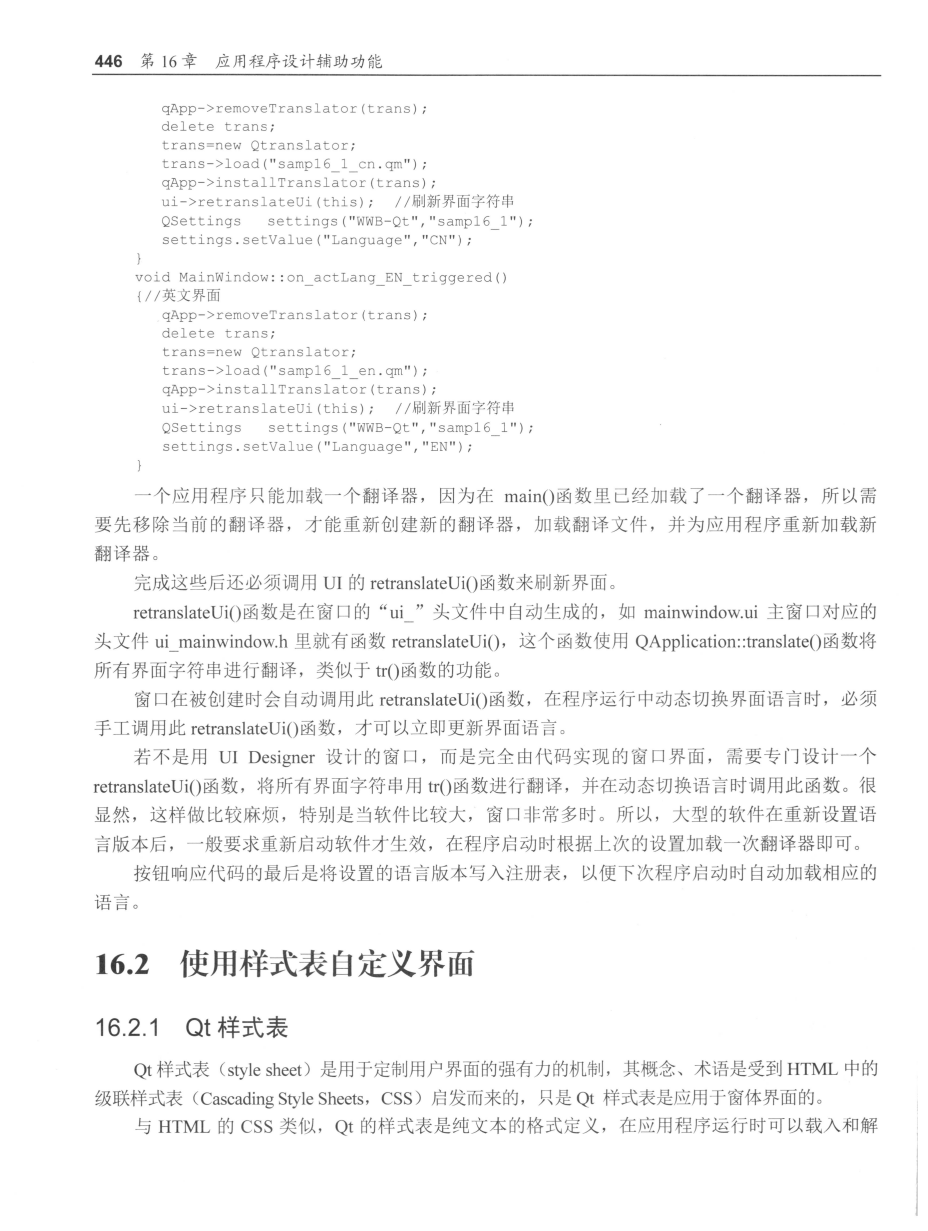 446 第 16 章 应用程序设计辅助功能
qApp->removeTranslator(trans);
delete trans;
trans=new Qtranslator;
trans->load("samp16_1_cn.qm");
qApp->installTranslator(trans);
ui->retranslateUi(this); //刷新界面字符串
QSettings settings("WWB-Qt","samp16_1");
settings.setValue("Language","CN");
}
void MainWindow::on_actLang_EN_triggered()
{//英文界面
qApp->removeTranslator(trans);
delete trans;
trans=new Qtranslator;
trans->load("samp16_1_en.qm");
qApp->installTranslator(trans);
ui->retranslateUi(this); //刷新界面字符串
QSettings settings("WWB-Qt","samp16_1");
settings.setValue("Language","EN");
}
一个应用程序只能加载一个翻译器，因为在 main()函数里已经加载了一个翻译器，所以需
要先移除当前的翻译器，才能重新创建新的翻译器，加载翻译文件，并为应用程序重新加载新
翻译器。
完成这些后还必须调用 UI 的 retranslateUi()函数来刷新界面。
retranslateUi()函数是在窗口的“ui_”头文件中自动生成的，如 mainwindow.ui 主窗口对应的
头文件 ui_mainwindow.h 里就有函数 retranslateUi()，这个函数使用 QApplication::translate()函数将
所有界面字符串进行翻译，类似于 tr()函数的功能。
窗口在被创建时会自动调用此 retranslateUi()函数，在程序运行中动态切换界面语言时，必须
手工调用此 retranslateUi()函数，才可以立即更新界面语言。
若不是用 UI Designer 设计的窗口，而是完全由代码实现的窗口界面，需要专门设计一个
retranslateUi()函数，将所有界面字符串用 tr()函数进行翻译，并在动态切换语言时调用此函数。很
显然，这样做比较麻烦，特别是当软件比较大，窗口非常多时。所以，大型的软件在重新设置语
言版本后，一般要求重新启动软件才生效，在程序启动时根据上次的设置加载一次翻译器即可。
按钮响应代码的最后是将设置的语言版本写入注册表，以便下次程序启动时自动加载相应的
语言。
16.2 使用样式表自定义界面
16.2.1 Qt 样式表
Qt 样式表（style sheet）是用于定制用户界面的强有力的机制，其概念、术语是受到 HTML 中的
级联样式表（Cascading Style Sheets，CSS）启发而来的，只是 Qt 样式表是应用于窗体界面的。
与 HTML 的 CSS 类似，Qt 的样式表是纯文本的格式定义，在应用程序运行时可以载入和解